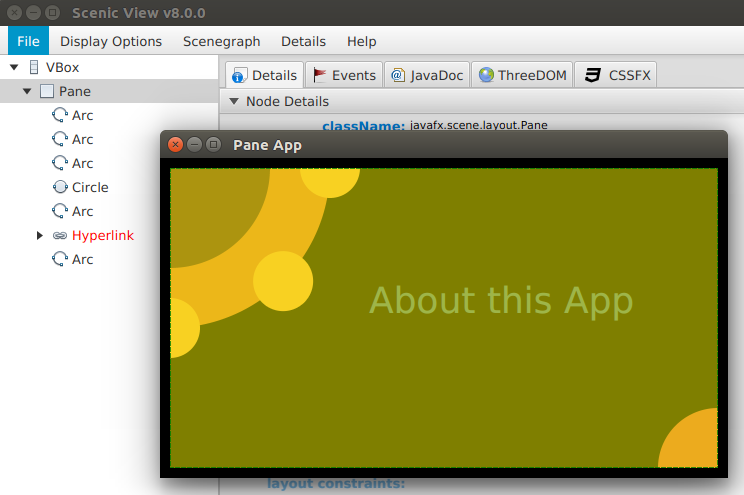 Scenic View v8.0.0
File Display Options Scenegraph Details Help
VBox
Pane
Arc
Arc
Arc
Circle
Arc
Hyperlink
Arc
Details Events JavaDoc ThreeDOM CSSFX
Node Details
className: javafx.scene.layout.Pane
Pane App
About this App
layout constraints: